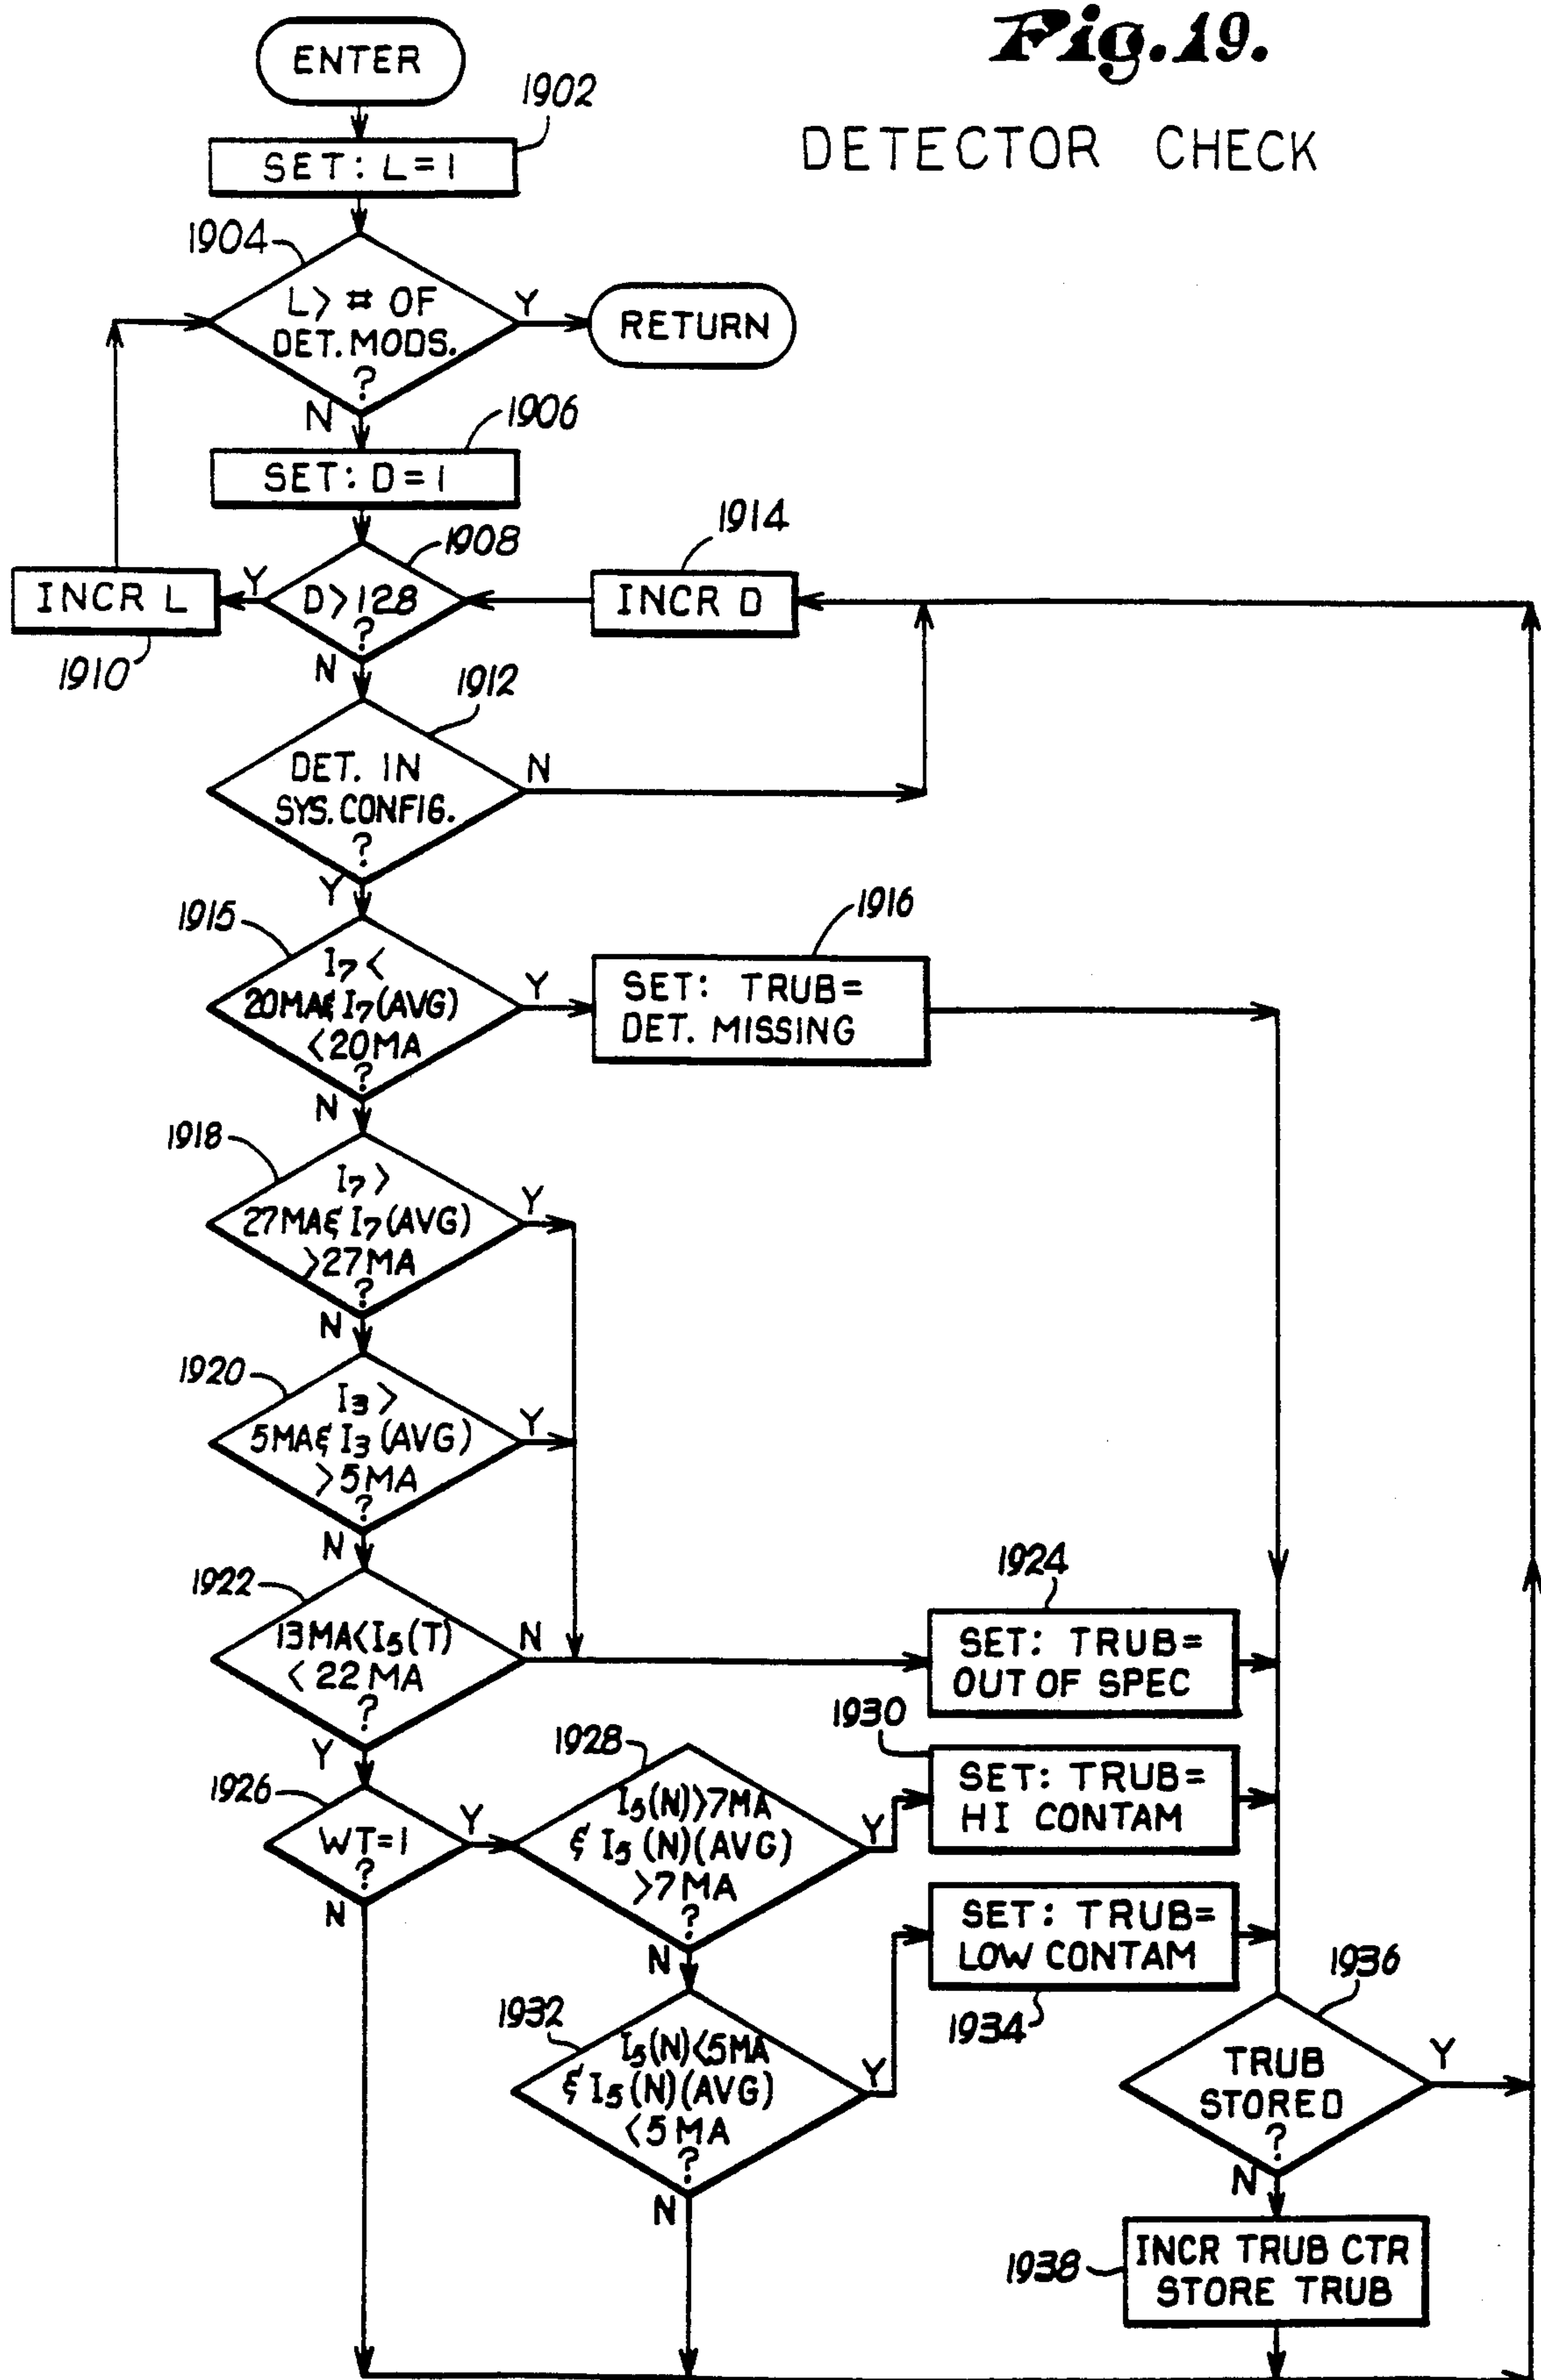 Fig. 19.
DETECTOR CHECK
ENTER
1902
SET: L=1
1904
L> # OF
DET. MODS.
?
Y
RETURN
N
1906
SET: D=1
1908
D>128
?
Y
INCR L
1910
1914
INCR D
N
1912
DET. IN
SYS. CONFIG.
?
N
Y
1915
I7 <
20MA & I7 (AVG)
<20MA
?
Y
1916
SET: TRUB=
DET. MISSING
N
1918
I7 >
27MA & I7 (AVG)
>27MA
?
Y
N
1920
I3 >
5MA & I3 (AVG)
>5MA
?
Y
N
1922
13MA<I5(T)
<22MA
?
N
1924
SET: TRUB=
OUT OF SPEC
Y
1926
WT=1
?
Y
N
1928
I5(N)>7MA
& I5(N)(AVG)
>7MA
?
Y
1930
SET: TRUB=
HI CONTAM
N
1932
I5(N)<5MA
& I5(N)(AVG)
<5MA
?
Y
SET: TRUB=
LOW CONTAM
1934
N
1936
TRUB
STORED
?
Y
N
1938
INCR TRUB CTR
STORE TRUB